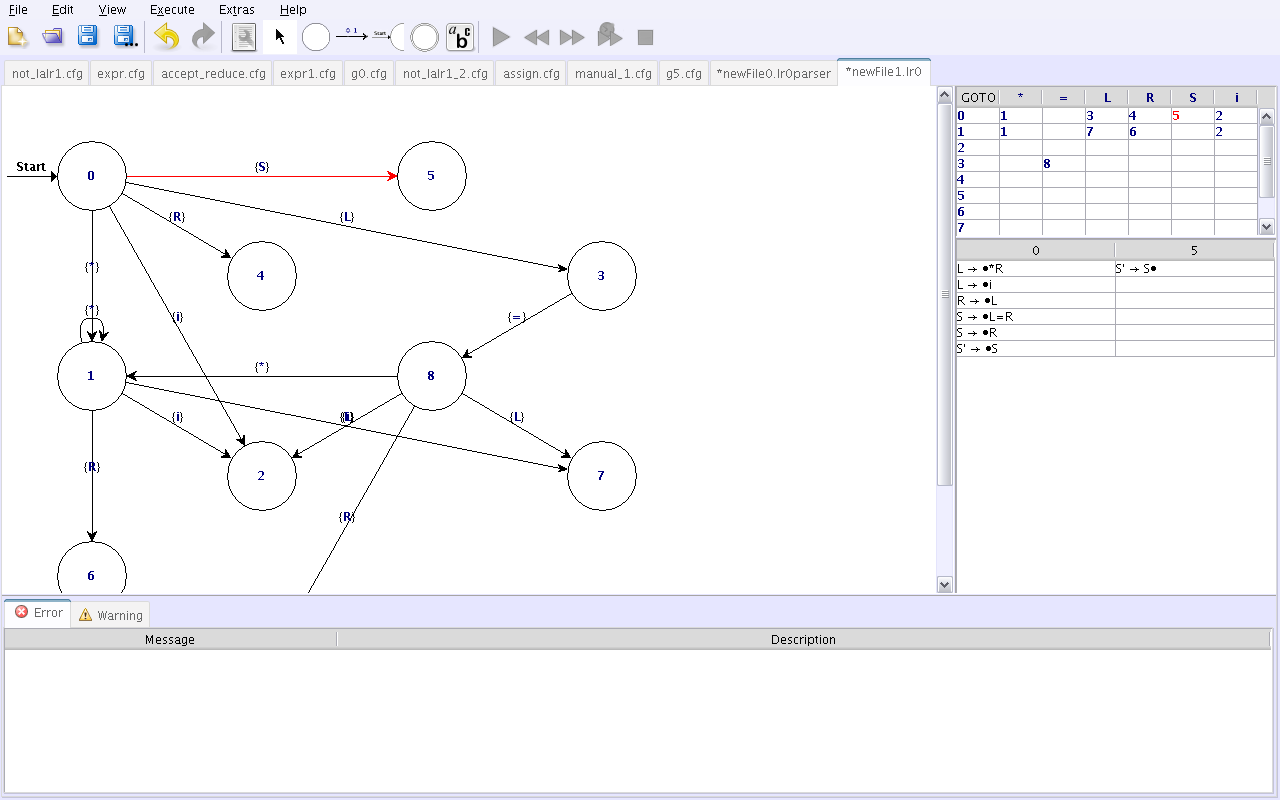 File Edit View Execute Extras Help
0 1 Start a b c
not_lalr1.cfg expr.cfg accept_reduce.cfg expr1.cfg g0.cfg not_lalr1_2.cfg assign.cfg manual_1.cfg g5.cfg *newFile0.lr0parser *newFile1.lr0
Start 0 {S} 5
{R} {L}
4 3
{*}
{i} {=}
{*}
1 {*} 8
{i} {L}
2 7
{R}
{R}
6
GOTO * = L R S i
0 1 3 4 5 2
1 1 7 6 2
2
3 8
4
5
6
7
0 5
L → •*R S' → S•
L → •i
R → •L
S → •L=R
S → •R
S' → •S
Error Warning
Message Description